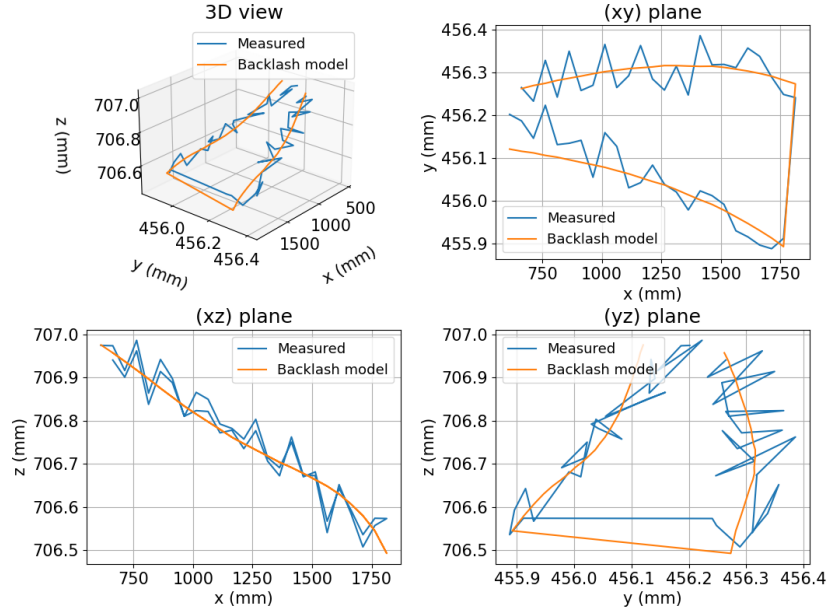 3D view
Measured
Backlash model
707.0
706.8
706.6
z (mm)
456.0
456.2
456.4
y (mm)
500
1000
1500
x (mm)
(xy) plane
456.4
456.3
456.2
456.1
456.0
455.9
y (mm)
Measured
Backlash model
750
1000
1250
1500
1750
x (mm)
(xz) plane
707.0
706.9
706.8
706.7
706.6
706.5
z (mm)
Measured
Backlash model
750
1000
1250
1500
1750
x (mm)
(yz) plane
707.0
706.9
706.8
706.7
706.6
706.5
z (mm)
Measured
Backlash model
455.9
456.0
456.1
456.2
456.3
456.4
y (mm)